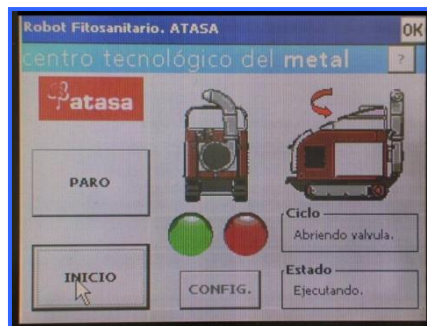 Robot Fitosanitario. ATASA
OK
centro tecnológico del metal
?
atasa
PARO
Ciclo
Abriendo valvula.
INICIO
CONFIG.
Estado
Ejecutando.